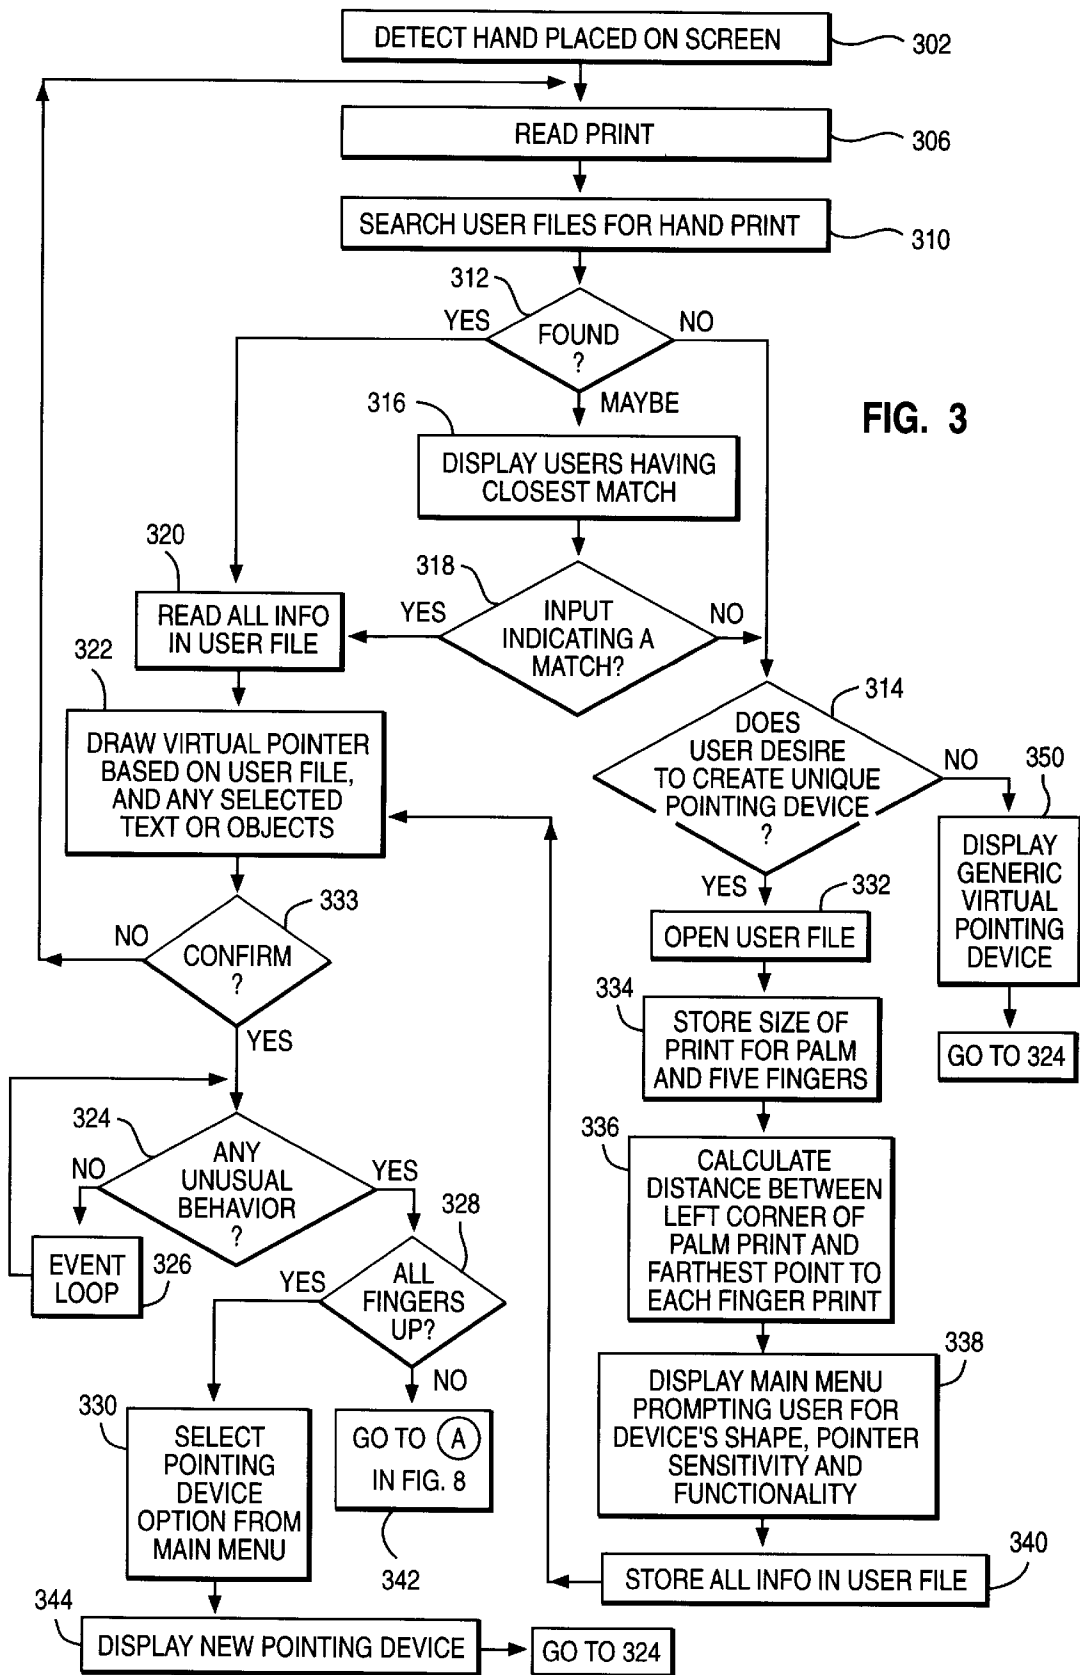 DETECT HAND PLACED ON SCREEN
302
READ PRINT
306
SEARCH USER FILES FOR HAND PRINT
310
312
YES
FOUND
?
NO
MAYBE
FIG. 3
316
DISPLAY USERS HAVING
CLOSEST MATCH
320
READ ALL INFO
IN USER FILE
318
YES
INPUT
INDICATING A
MATCH?
NO
322
DRAW VIRTUAL POINTER
BASED ON USER FILE,
AND ANY SELECTED
TEXT OR OBJECTS
314
DOES
USER DESIRE
TO CREATE UNIQUE
POINTING DEVICE
?
NO
YES
350
DISPLAY
GENERIC
VIRTUAL
POINTING
DEVICE
GO TO 324
333
NO
CONFIRM
?
YES
332
OPEN USER FILE
334
STORE SIZE OF
PRINT FOR PALM
AND FIVE FINGERS
324
NO
ANY
UNUSUAL
BEHAVIOR
?
YES
336
CALCULATE
DISTANCE BETWEEN
LEFT CORNER OF
PALM PRINT AND
FARTHEST POINT TO
EACH FINGER PRINT
EVENT
LOOP
326
328
YES
ALL
FINGERS
UP?
NO
338
DISPLAY MAIN MENU
PROMPTING USER FOR
DEVICE'S SHAPE, POINTER
SENSITIVITY AND
FUNCTIONALITY
330
SELECT
POINTING
DEVICE
OPTION FROM
MAIN MENU
GO TO A
IN FIG. 8
342
340
STORE ALL INFO IN USER FILE
344
DISPLAY NEW POINTING DEVICE
GO TO 324